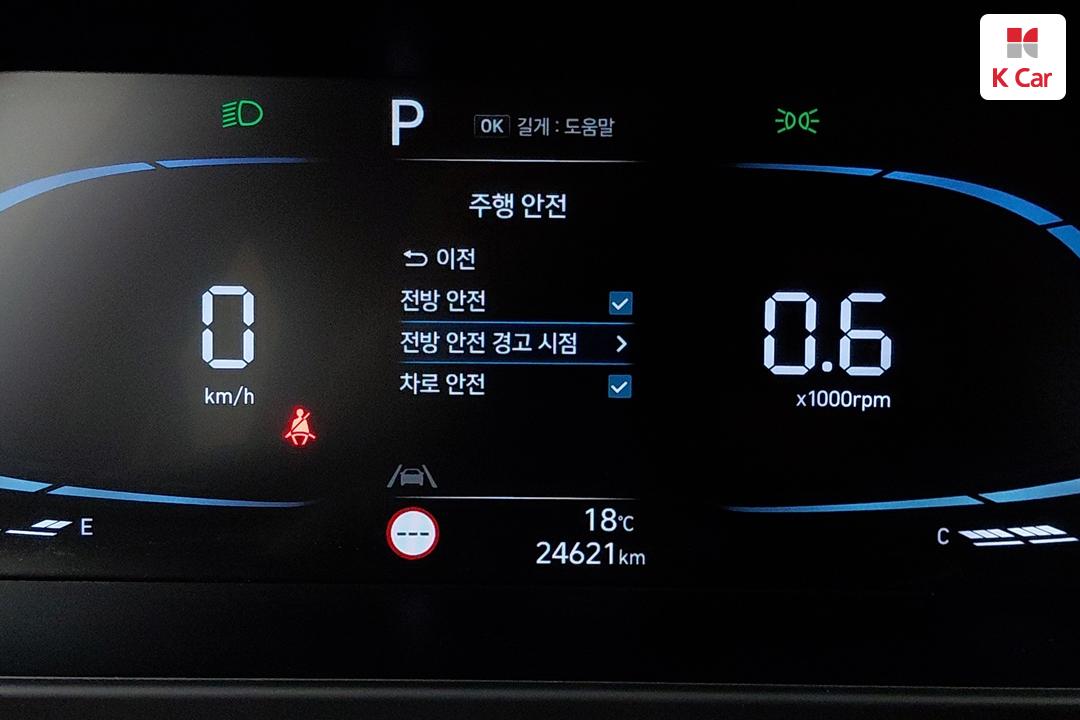 K Car
P
OK 길게 : 도움말
주행 안전
이전
전방 안전
전방 안전 경고 시점
차로 안전
0
km/h
0.6
x1000rpm
---
18°C
24621km
E
C